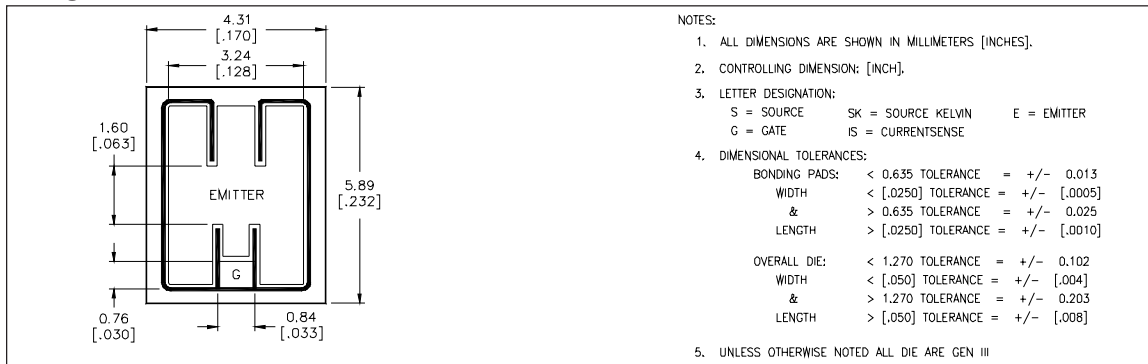 4.31
[.170]
3.24
[.128]
1.60
[.063]
EMITTER
5.89
[.232]
G
0.76
[.030]
0.84
[.033]
NOTES:
1. ALL DIMENSIONS ARE SHOWN IN MILLIMETERS [INCHES].
2. CONTROLLING DIMENSION: [INCH].
3. LETTER DESIGNATION:
S = SOURCE SK = SOURCE KELVIN E = EMITTER
G = GATE IS = CURRENTSENSE
4. DIMENSIONAL TOLERANCES:
BONDING PADS: < 0.635 TOLERANCE = +/- 0.013
WIDTH < [.0250] TOLERANCE = +/- [.0005]
& > 0.635 TOLERANCE = +/- 0.025
LENGTH > [.0250] TOLERANCE = +/- [.0010]
OVERALL DIE: < 1.270 TOLERANCE = +/- 0.102
WIDTH < [.050] TOLERANCE = +/- [.004]
& > 1.270 TOLERANCE = +/- 0.203
LENGTH > [.050] TOLERANCE = +/- [.008]
5. UNLESS OTHERWISE NOTED ALL DIE ARE GEN III